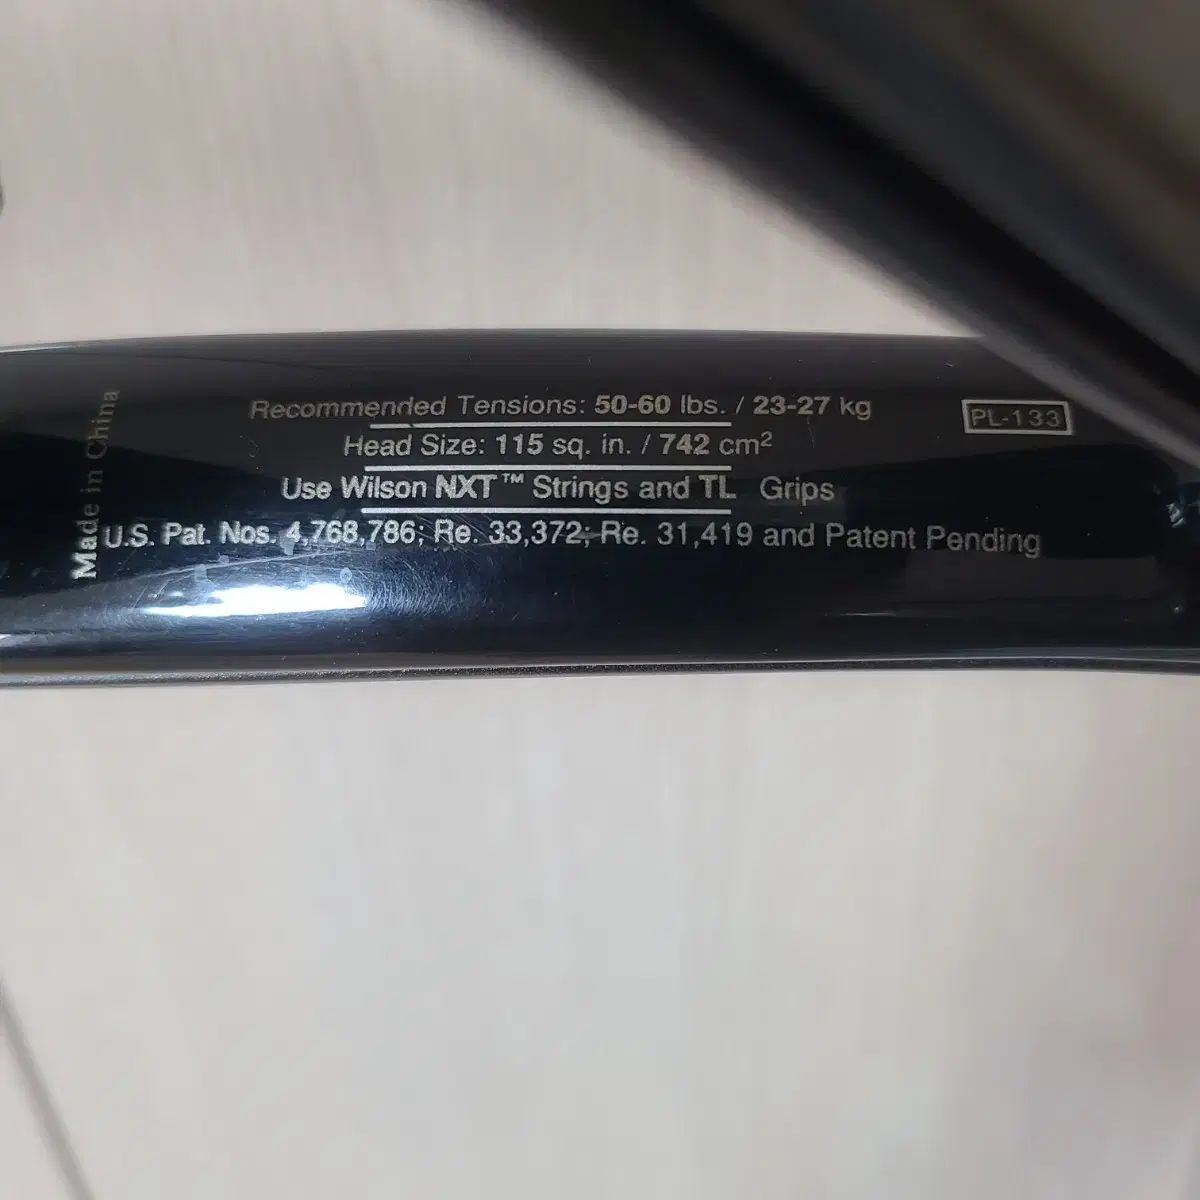 Recommended Tensions: 50-60 lbs. / 23-27 kg
PL-133
Head Size: 115 sq. in. / 742 cm²
Use Wilson NXT™ Strings and TL Grips
U.S. Pat. Nos. 4,768,786; Re. 33,372; Re. 31,419 and Patent Pending
Made in China